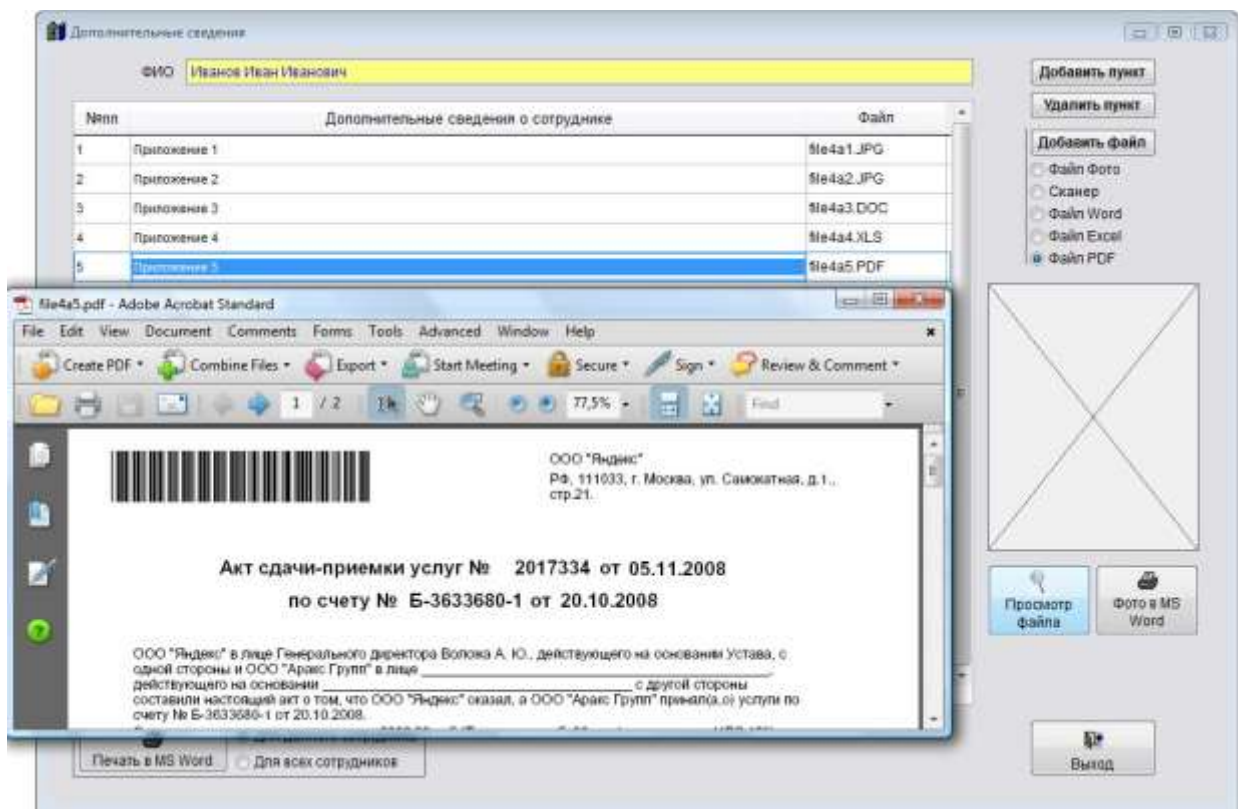 Дополнительные сведения
ФИО Иванов Иван Иванович
Добавить пункт
Удалить пункт
№пп Дополнительные сведения о сотруднике Файл
Добавить файл
1 Приложение 1 file4a1.JPG
Файл Фото
2 Приложение 2 file4a2.JPG
Сканер
3 Приложение 3 file4a3.DOC
Файл Word
4 Приложение 4 file4a4.XLS
Файл Excel
5 Приложение 5 file4a5.PDF
Файл PDF
file4a5.pdf - Adobe Acrobat Standard
File Edit View Document Comments Forms Tools Advanced Window Help
Create PDF Combine Files Export Start Meeting Secure Sign Review & Comment
1 / 2 77,5% Find
ООО "Яндекс"
РФ, 111033, г. Москва, ул. Самокатная, д.1.,
стр.21.
Акт сдачи-приемки услуг № 2017334 от 05.11.2008
по счету № Б-3633680-1 от 20.10.2008
ООО "Яндекс" в лице Генерального директора Воложа А. Ю., действующего на основании Устава, с
одной стороны и ООО "Аракс Групп" в лице
действующего на основании с другой стороны
составили настоящий акт о том, что ООО "Яндекс" оказал, а ООО "Аракс Групп" принял(а,о) услуги по
счету № Б-3633680-1 от 20.10.2008.
Просмотр файла
Фото в MS Word
Печать в MS Word
Для всех сотрудников
Выход